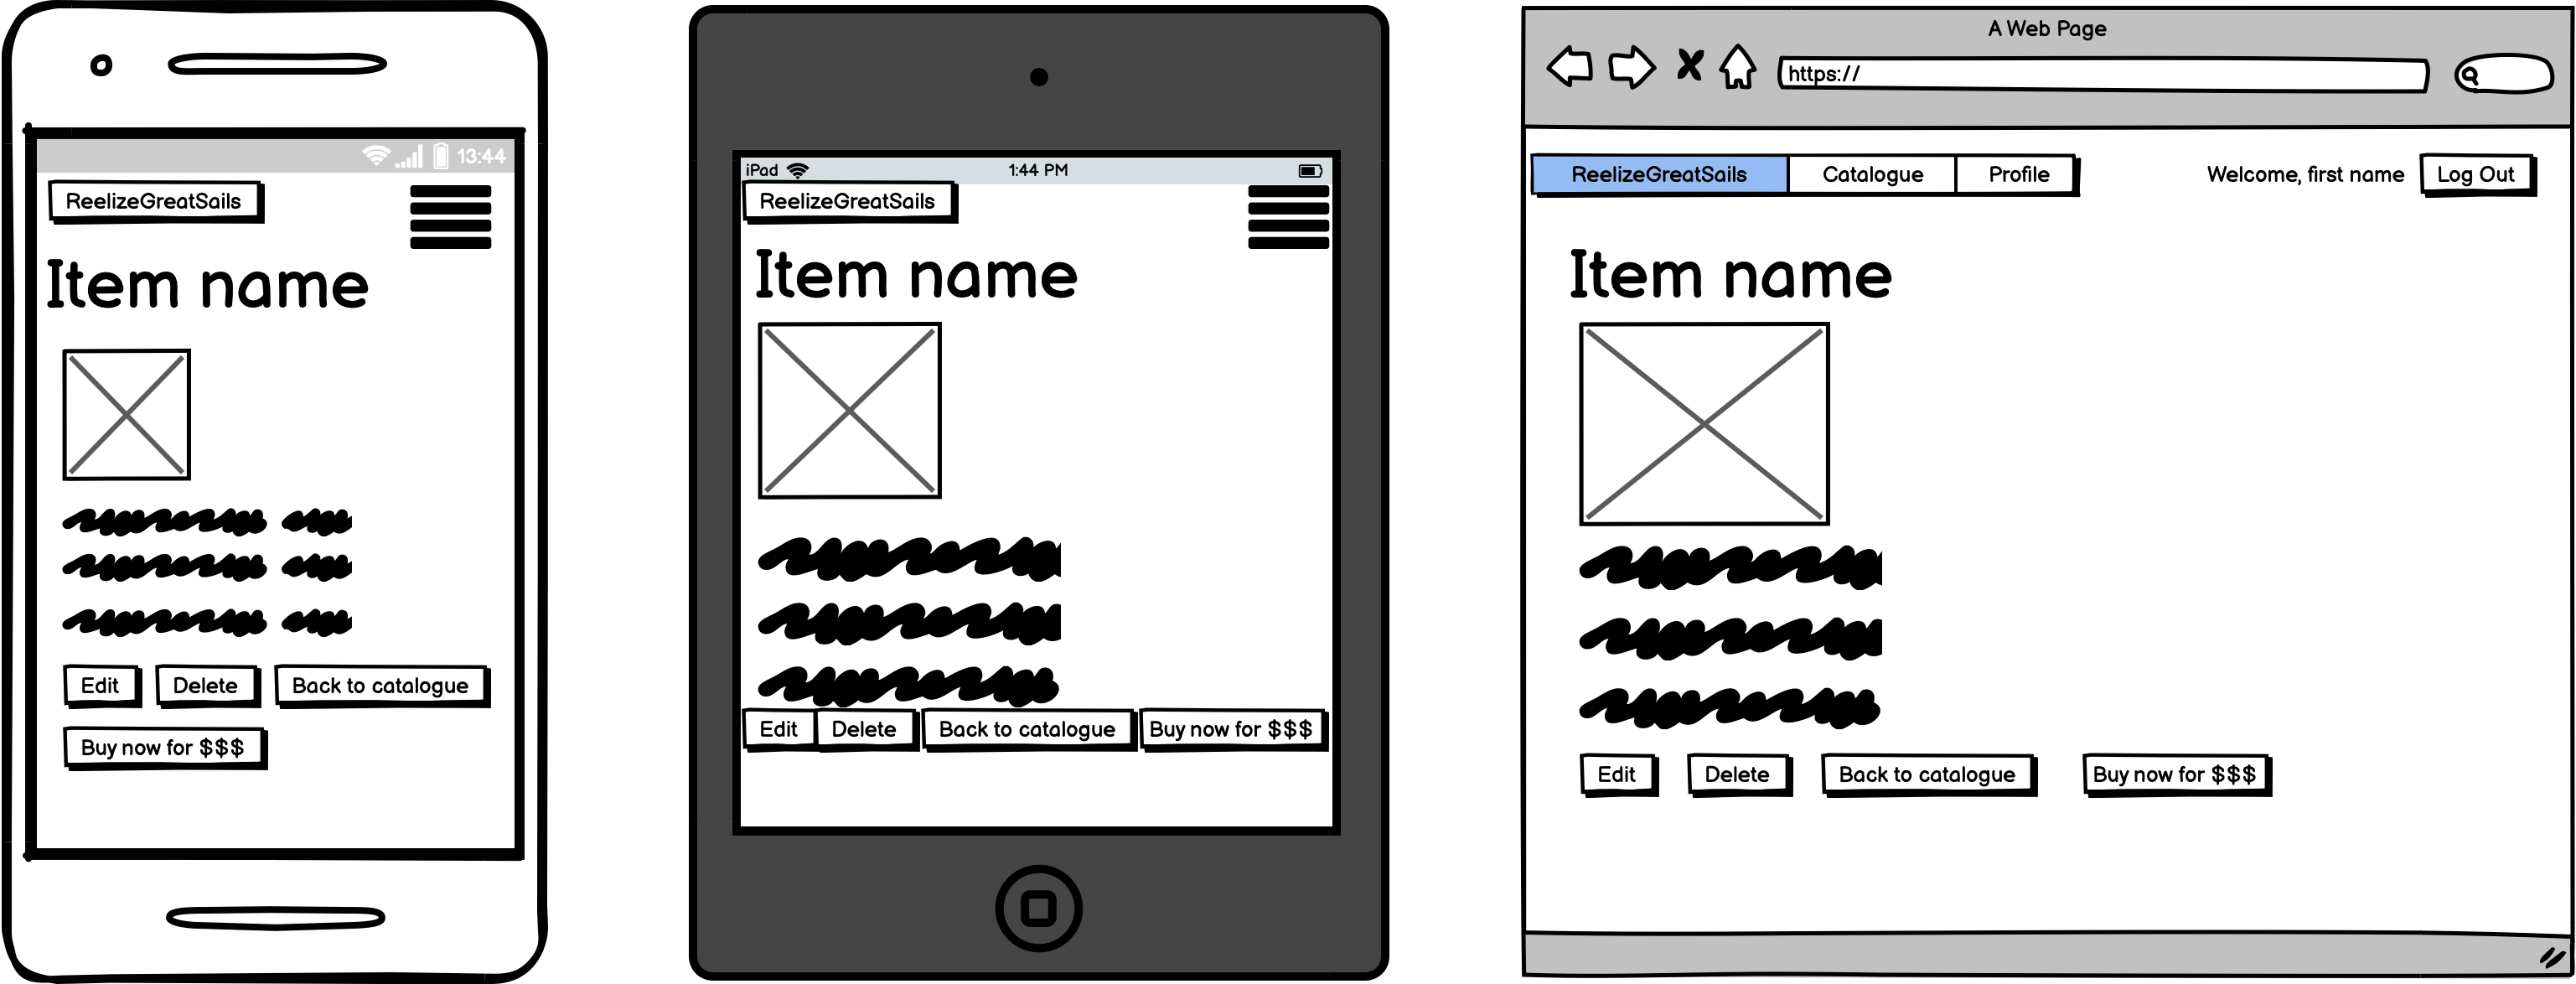 13:44
ReelizeGreatSails
Item name
Edit Delete Back to catalogue
Buy now for $$$
iPad 1:44 PM
ReelizeGreatSails
Item name
Edit Delete Back to catalogue Buy now for $$$
A Web Page
https://
ReelizeGreatSails Catalogue Profile Welcome, first name Log Out
Item name
Edit Delete Back to catalogue Buy now for $$$